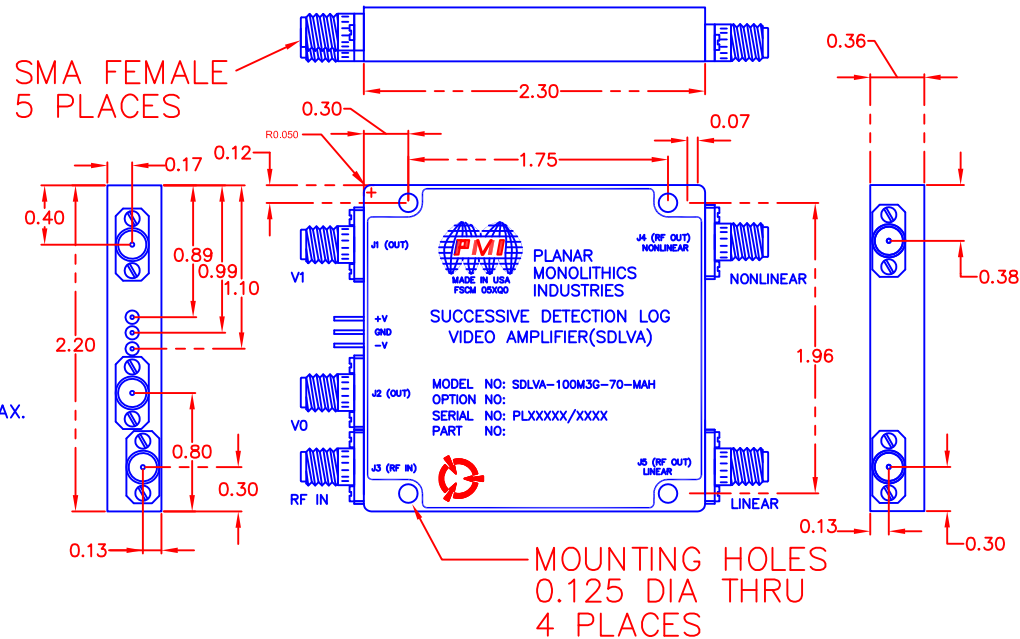 SMA FEMALE
5 PLACES
2.30
0.36
0.30
0.07
R0.050
1.75
0.12
0.17
0.40
0.89
0.99
1.10
2.20
AX.
0.80
0.30
0.13
J1 (OUT)
V1
PMI
MADE IN USA
FSCM 05XQ0
PLANAR
MONOLITHICS
INDUSTRIES
J4 (RF OUT)
NONLINEAR
NONLINEAR
+V
GND
-V
SUCCESSIVE DETECTION LOG
VIDEO AMPLIFIER(SDLVA)
J2 (OUT)
V0
MODEL NO: SDLVA-100M3G-70-MAH
OPTION NO:
SERIAL NO: PLXXXXX/XXXX
PART NO:
J3 (RF IN)
RF IN
J5 (RF OUT)
LINEAR
LINEAR
1.96
0.38
0.13
0.30
MOUNTING HOLES
0.125 DIA THRU
4 PLACES